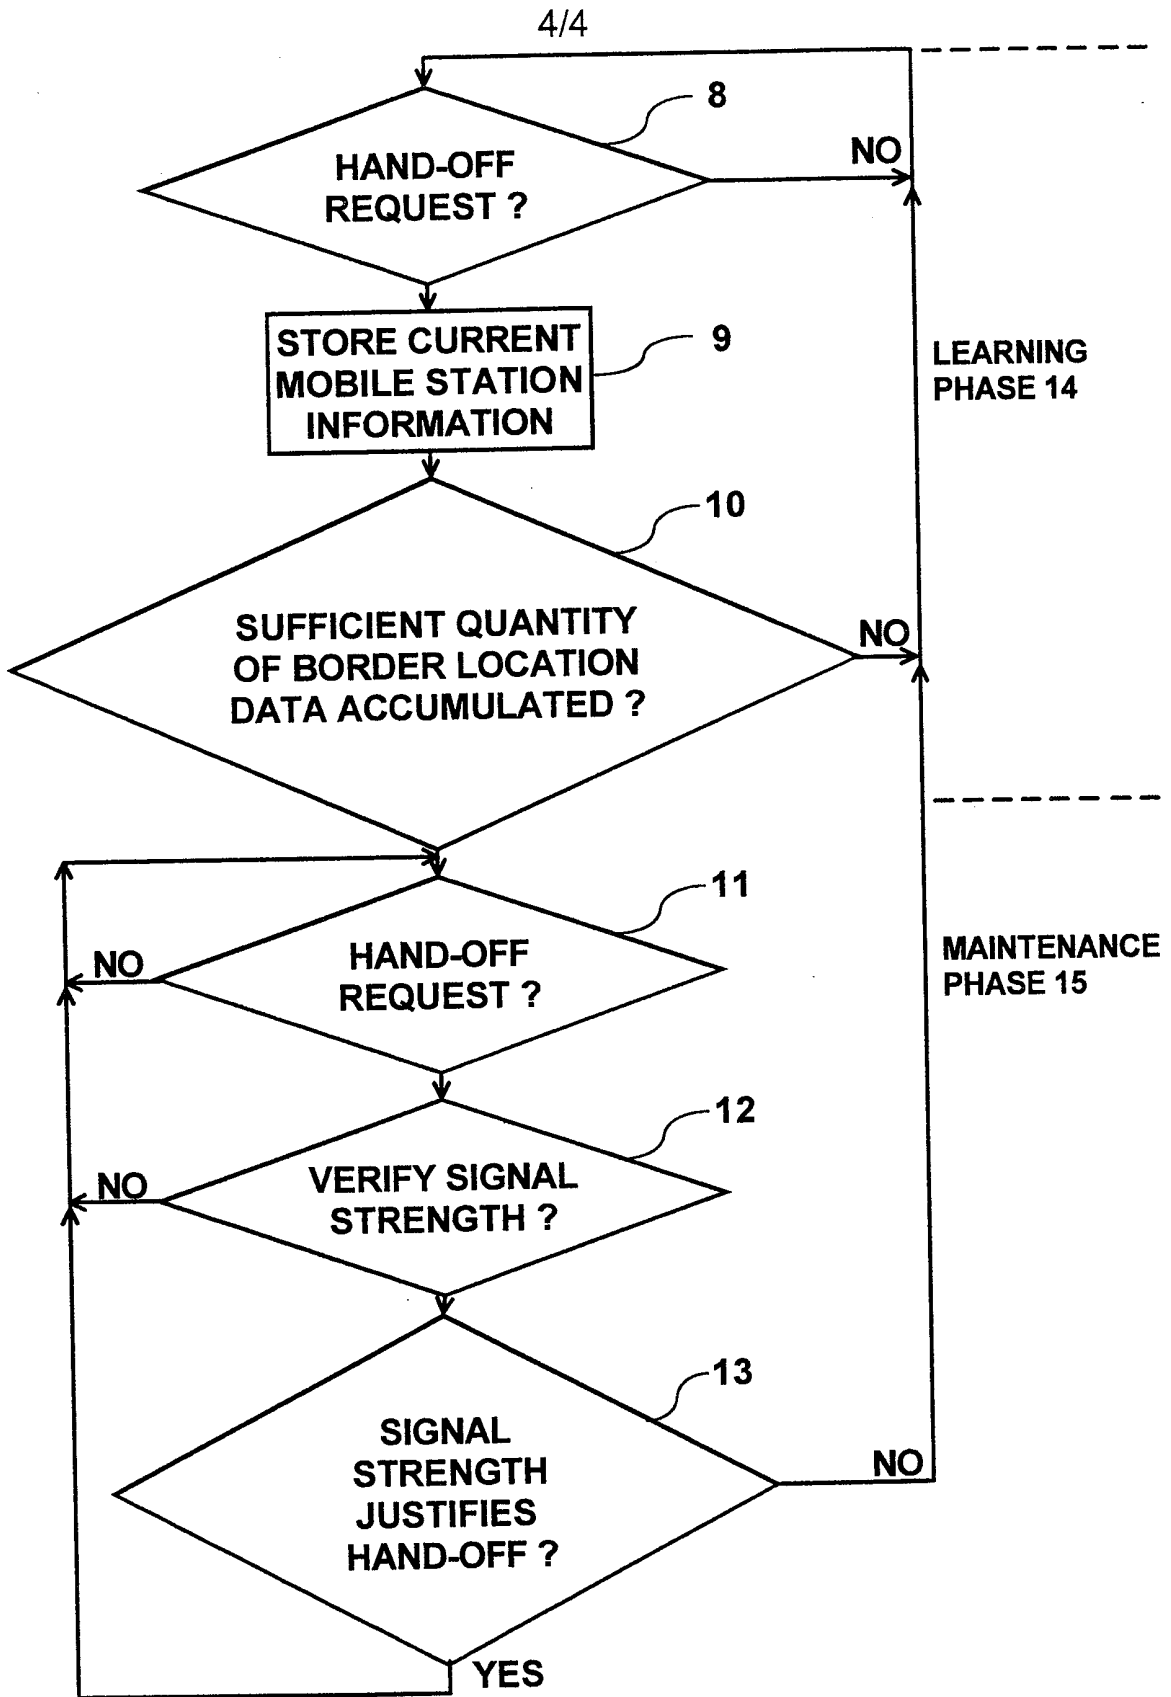 4/4
8
HAND-OFF
REQUEST ?
NO
STORE CURRENT
MOBILE STATION
INFORMATION
9
LEARNING
PHASE 14
10
SUFFICIENT QUANTITY
OF BORDER LOCATION
DATA ACCUMULATED ?
NO
11
HAND-OFF
REQUEST ?
NO
MAINTENANCE
PHASE 15
12
VERIFY SIGNAL
STRENGTH ?
NO
13
SIGNAL
STRENGTH
JUSTIFIES
HAND-OFF ?
NO
YES